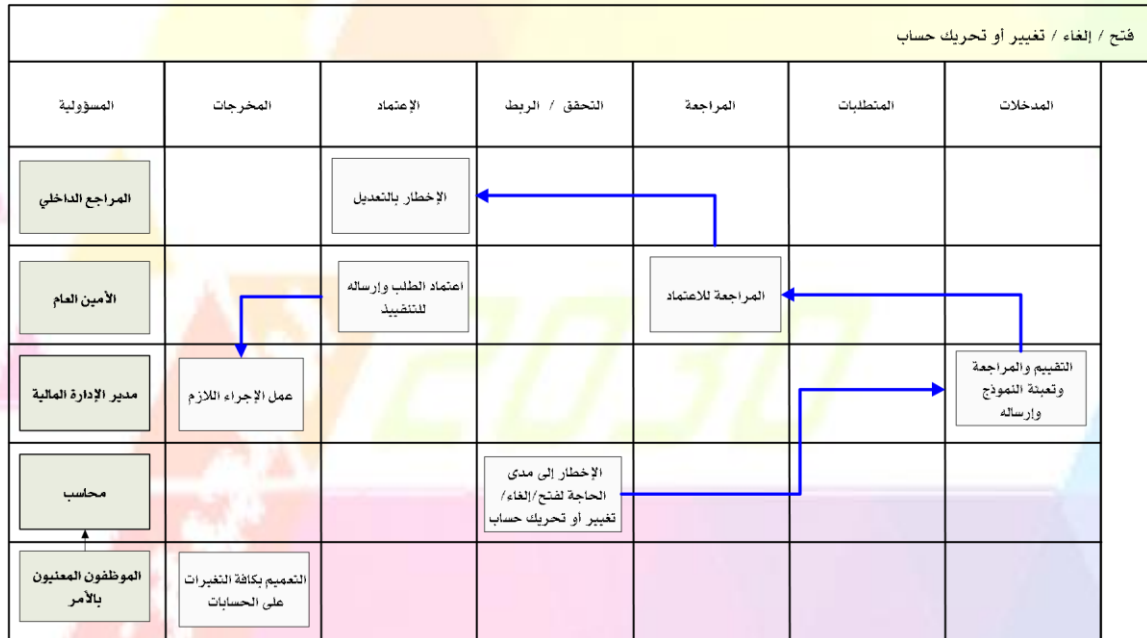 فتح / إلغاء / تغيير أو تحريك حساب
المدخلات
المتطلبات
المراجعة
التحقق / الربط
الإعتماد
المخرجات
المسؤولية
الإخطار بالتعديل
المراجع الداخلي
المراجعة للاعتماد
اعتماد الطلب وإرساله
للتنفيذ
الأمين العام
التقييم والمراجعة
وتعبئة النموذج
وإرساله
عمل الإجراء اللازم
مدير الإدارة المالية
الإخطار إلى مدى
الحاجة لفتح/إلغاء/
تغيير أو تحريك حساب
محاسب
التعميم بكافة التغيرات
على الحسابات
الموظفون المعنيون
بالأمر
2030